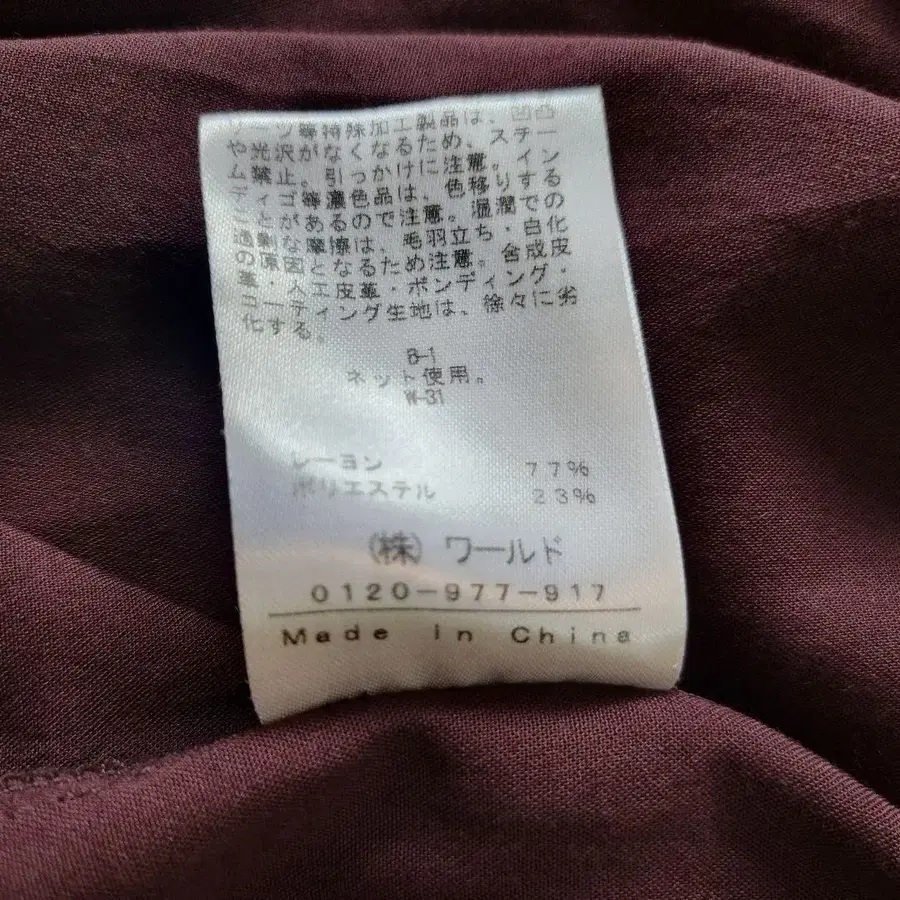 等特殊加工製品は、凹凸
や光沢がなくなるため、スチー
ム禁止。引っかけに注意。イン
ディゴ等濃色品は、色移りする
ことがあるので注意。湿潤での
過剰な摩擦は、毛羽立ち・白化
の原因となるため注意。合成皮
革・人工皮革・ボンディング・
コーティング生地は、徐々に劣
化する。
B-1
ネット使用。
W-31
レーヨン 77%
ポリエステル 23%
(株)ワールド
0120-977-917
Made in China